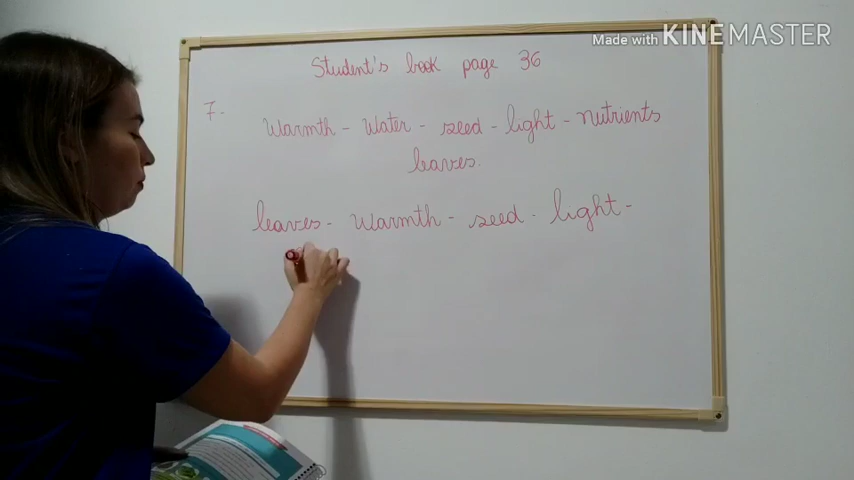 Made with KINEMASTER
Student's book page 36
7. Warmth - Water - seed - light - Nutrients
leaves.
leaves - Warmth - seed - light -